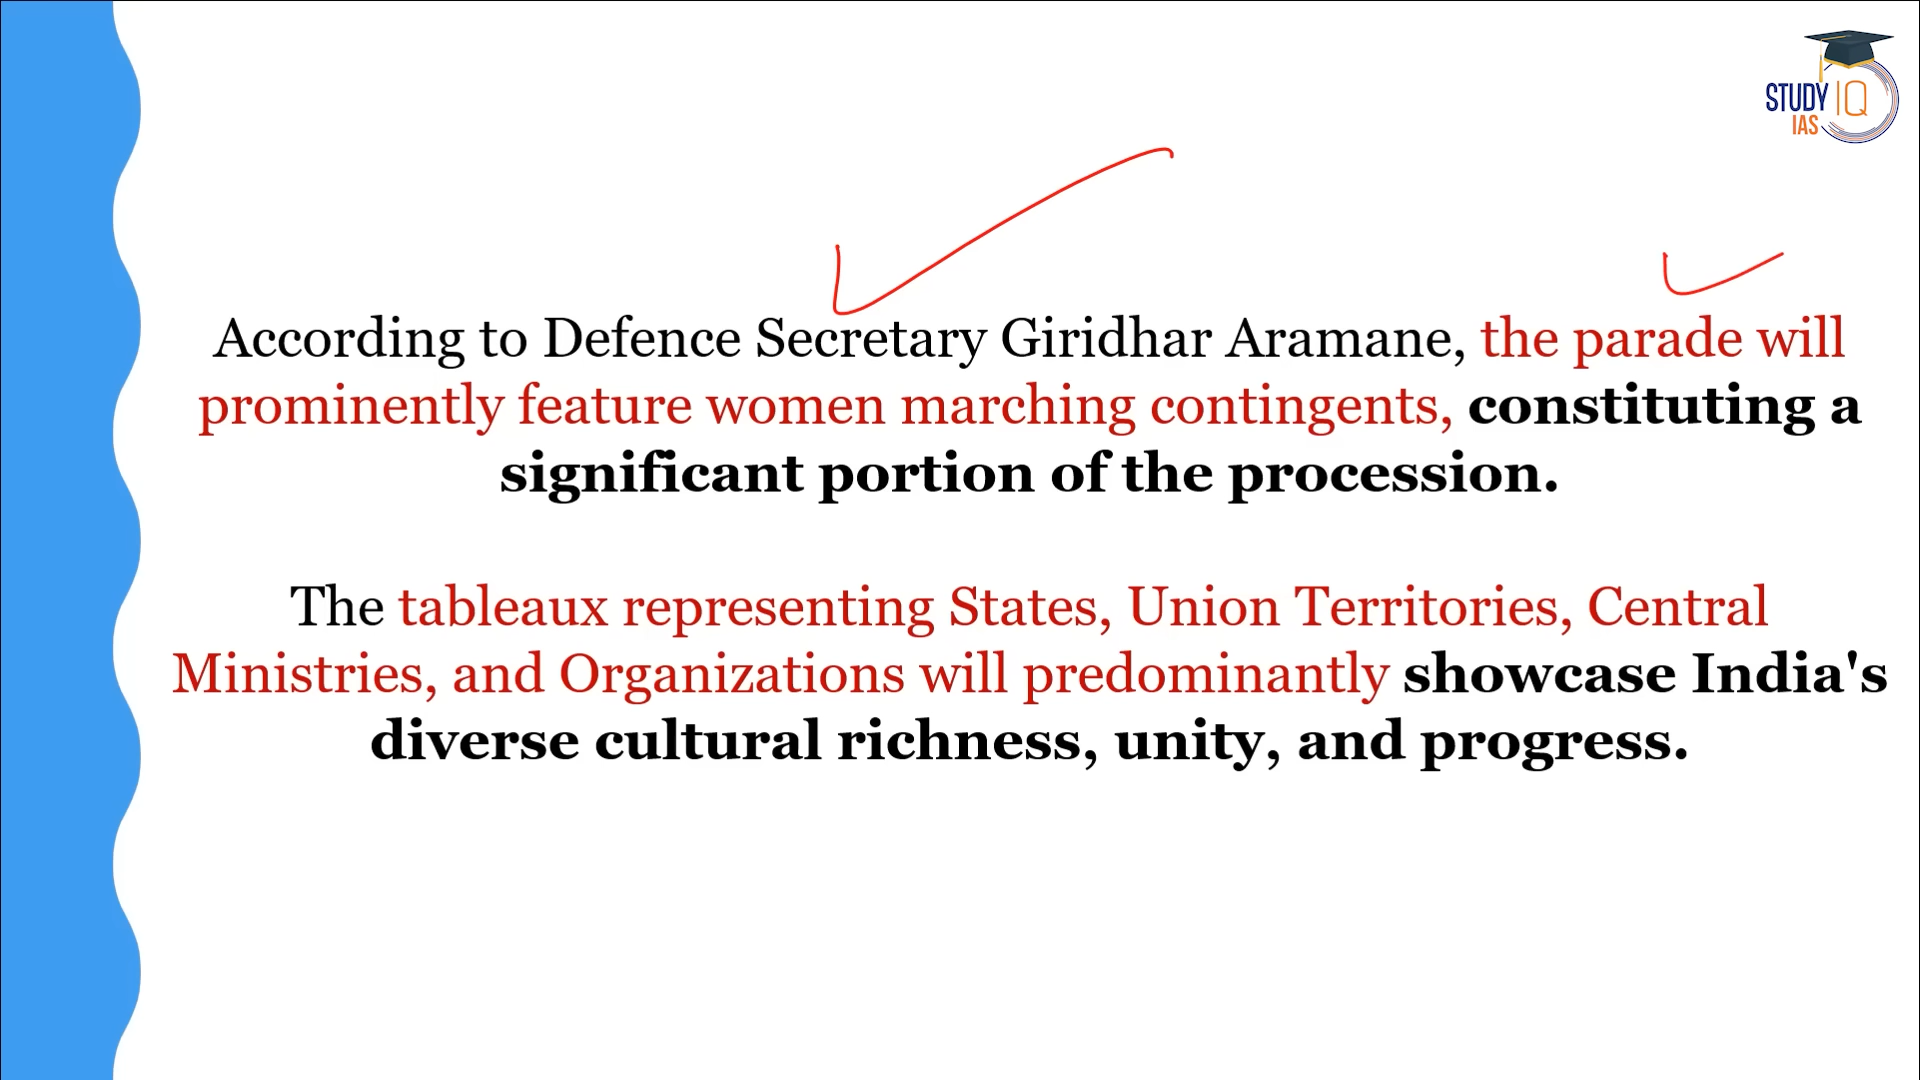 STUDY IQ
IAS
According to Defence Secretary Giridhar Aramane, the parade will
prominently feature women marching contingents, constituting a
significant portion of the procession.
The tableaux representing States, Union Territories, Central
Ministries, and Organizations will predominantly showcase India's
diverse cultural richness, unity, and progress.